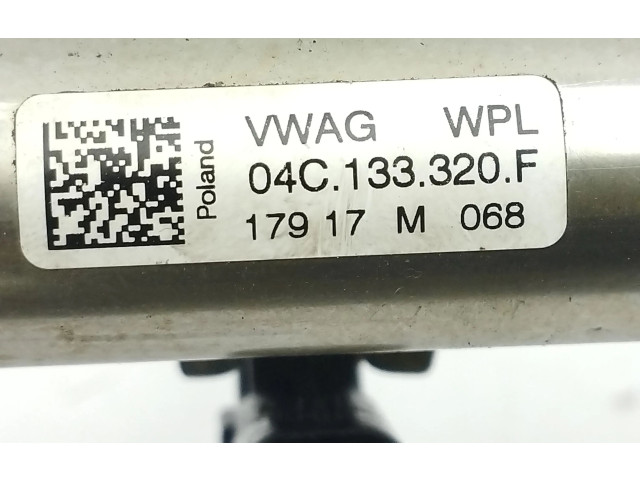 VWAG WPL
Poland
04C.133.320.F
179 17 M 068